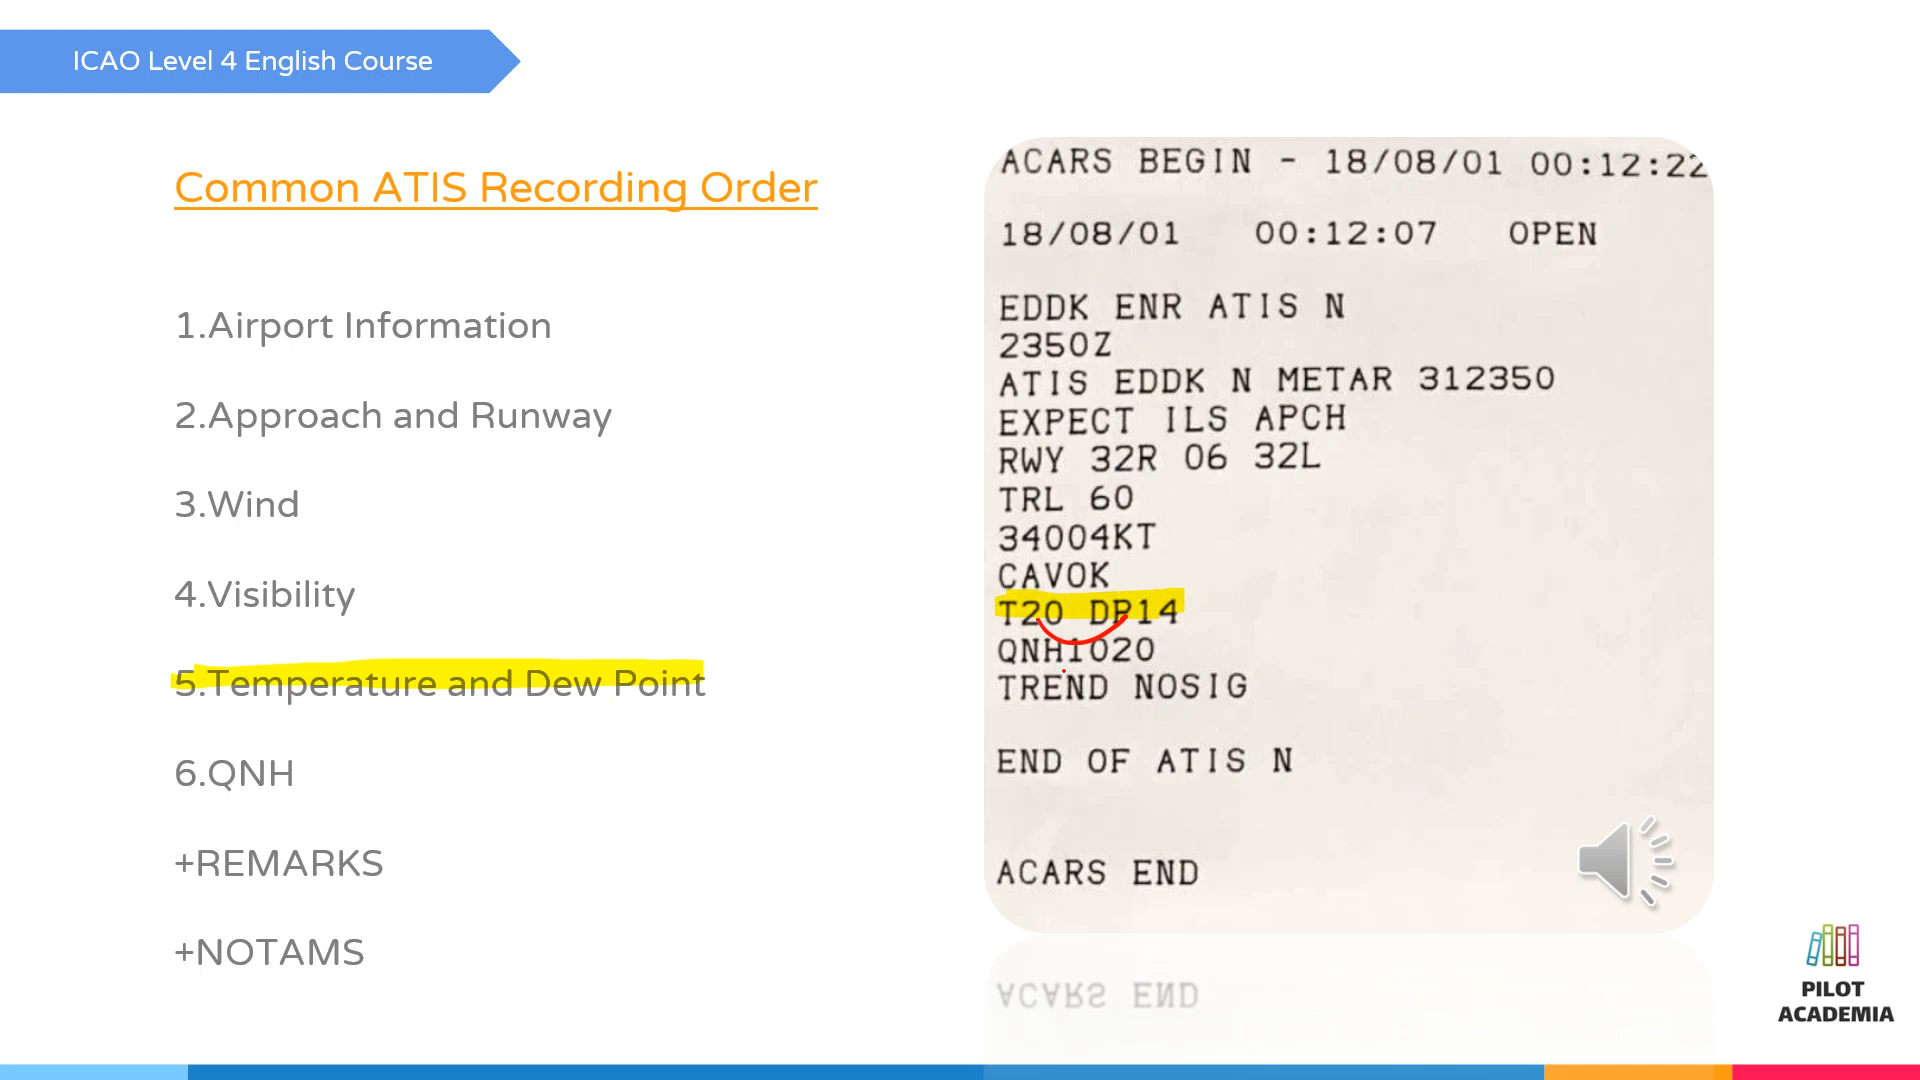 ICAO Level 4 English Course
Common ATIS Recording Order
1.Airport Information
2.Approach and Runway
3.Wind
4.Visibility
5.Temperature and Dew Point
6.QNH
+REMARKS
+NOTAMS
ACARS BEGIN - 18/08/01 00:12:22
18/08/01 00:12:07 OPEN
EDDK ENR ATIS N
2350Z
ATIS EDDK N METAR 312350
EXPECT ILS APCH
RWY 32R 06 32L
TRL 60
34004KT
CAVOK
T20 DP14
QNH1020
TREND NOSIG
END OF ATIS N
ACARS END
PILOT
ACADEMIA